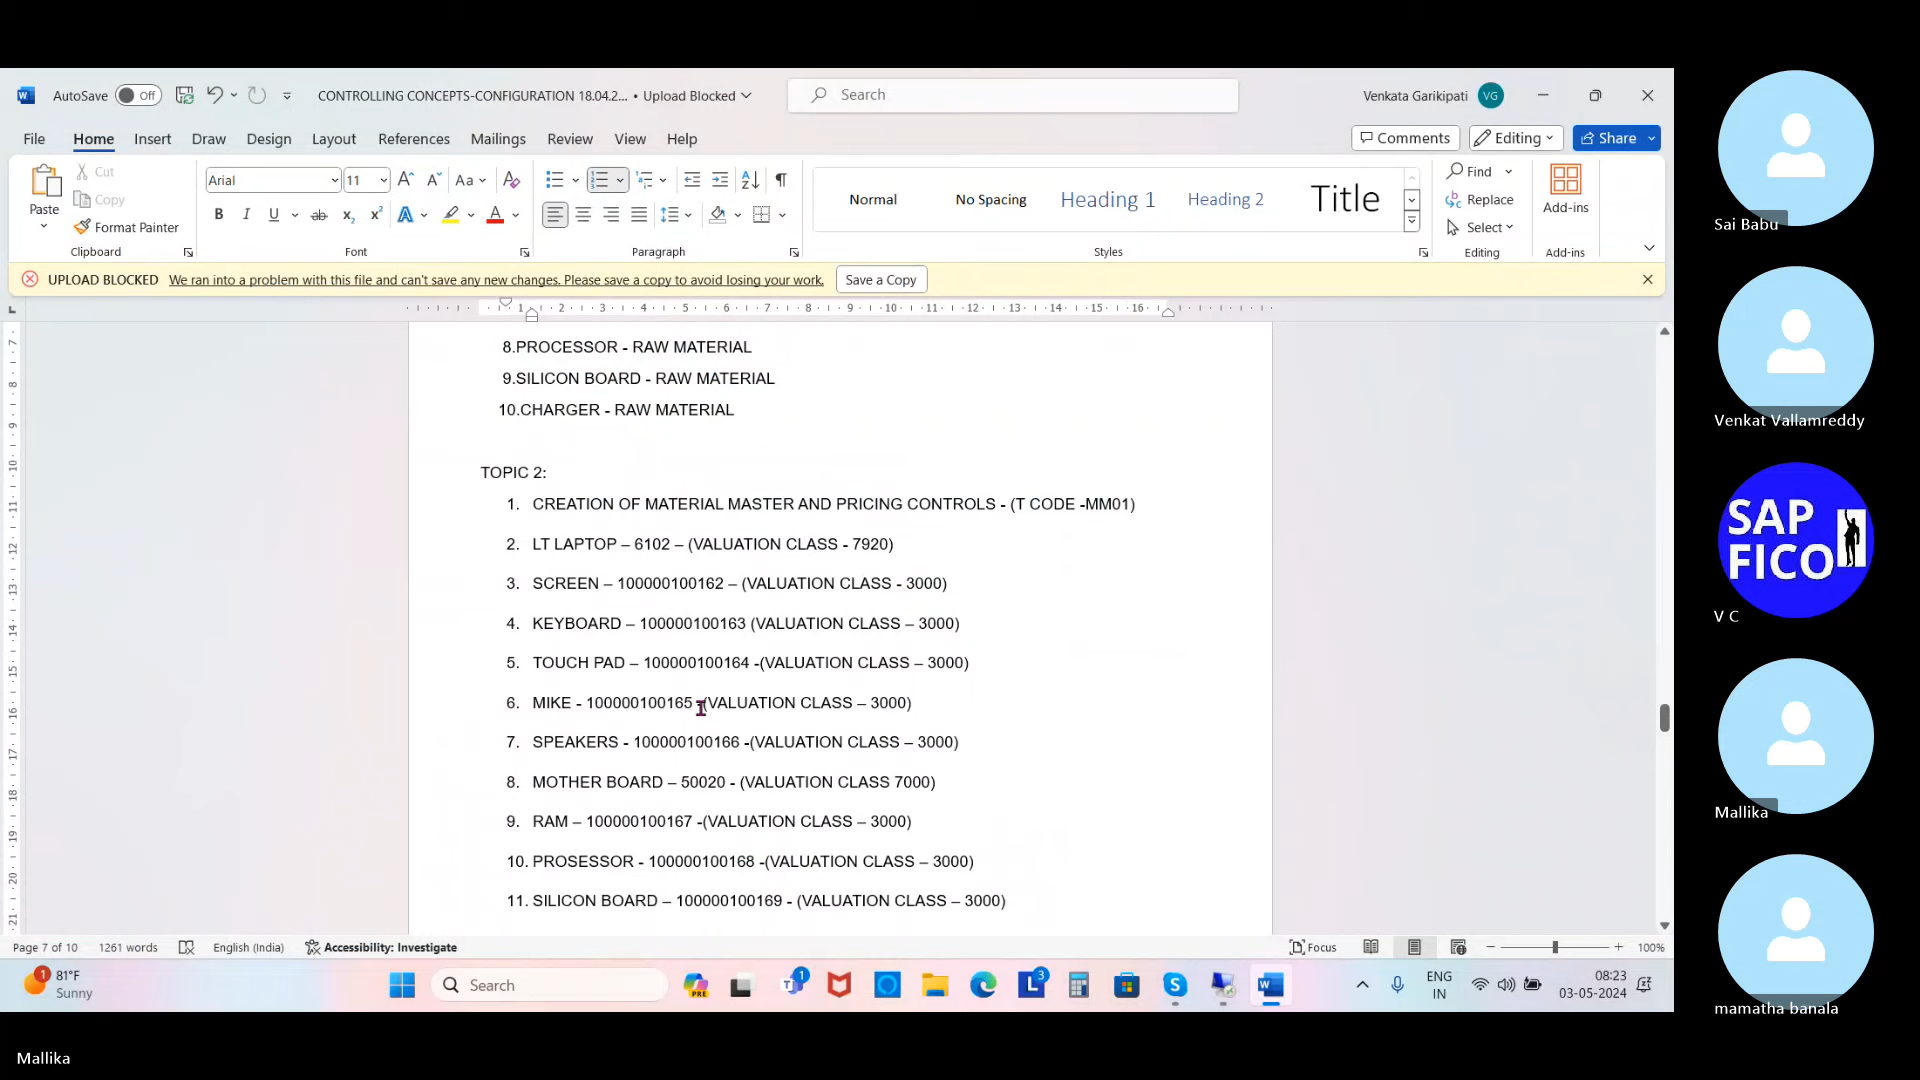 AutoSave Off CONTROLLING CONCEPTS-CONFIGURATION 18.04.2... • Upload Blocked Search Venkata Garikipati VG
File Home Insert Draw Design Layout References Mailings Review View Help Comments Editing Share
Paste Cut Copy Format Painter Clipboard
Arial 11 Font
Paragraph
Normal No Spacing Heading 1 Heading 2 Title Styles
Find Replace Select Editing
Add-ins Add-ins
UPLOAD BLOCKED We ran into a problem with this file and can't save any new changes. Please save a copy to avoid losing your work. Save a Copy
8.PROCESSOR - RAW MATERIAL
9.SILICON BOARD - RAW MATERIAL
10.CHARGER - RAW MATERIAL
TOPIC 2:
1. CREATION OF MATERIAL MASTER AND PRICING CONTROLS - (T CODE -MM01)
2. LT LAPTOP – 6102 – (VALUATION CLASS - 7920)
3. SCREEN – 100000100162 – (VALUATION CLASS - 3000)
4. KEYBOARD – 100000100163 (VALUATION CLASS – 3000)
5. TOUCH PAD – 100000100164 -(VALUATION CLASS – 3000)
6. MIKE - 100000100165 -(VALUATION CLASS – 3000)
7. SPEAKERS - 100000100166 -(VALUATION CLASS – 3000)
8. MOTHER BOARD – 50020 - (VALUATION CLASS 7000)
9. RAM – 100000100167 -(VALUATION CLASS – 3000)
10. PROSESSOR - 100000100168 -(VALUATION CLASS – 3000)
11. SILICON BOARD – 100000100169 - (VALUATION CLASS – 3000)
Page 7 of 10 1261 words English (India) Accessibility: Investigate Focus 100%
81°F
Sunny
Search
ENG
IN
08:23
03-05-2024
Sai Babu
Venkat Vallamreddy
SAP
FICO
V C
Mallika
mamatha banala
Mallika